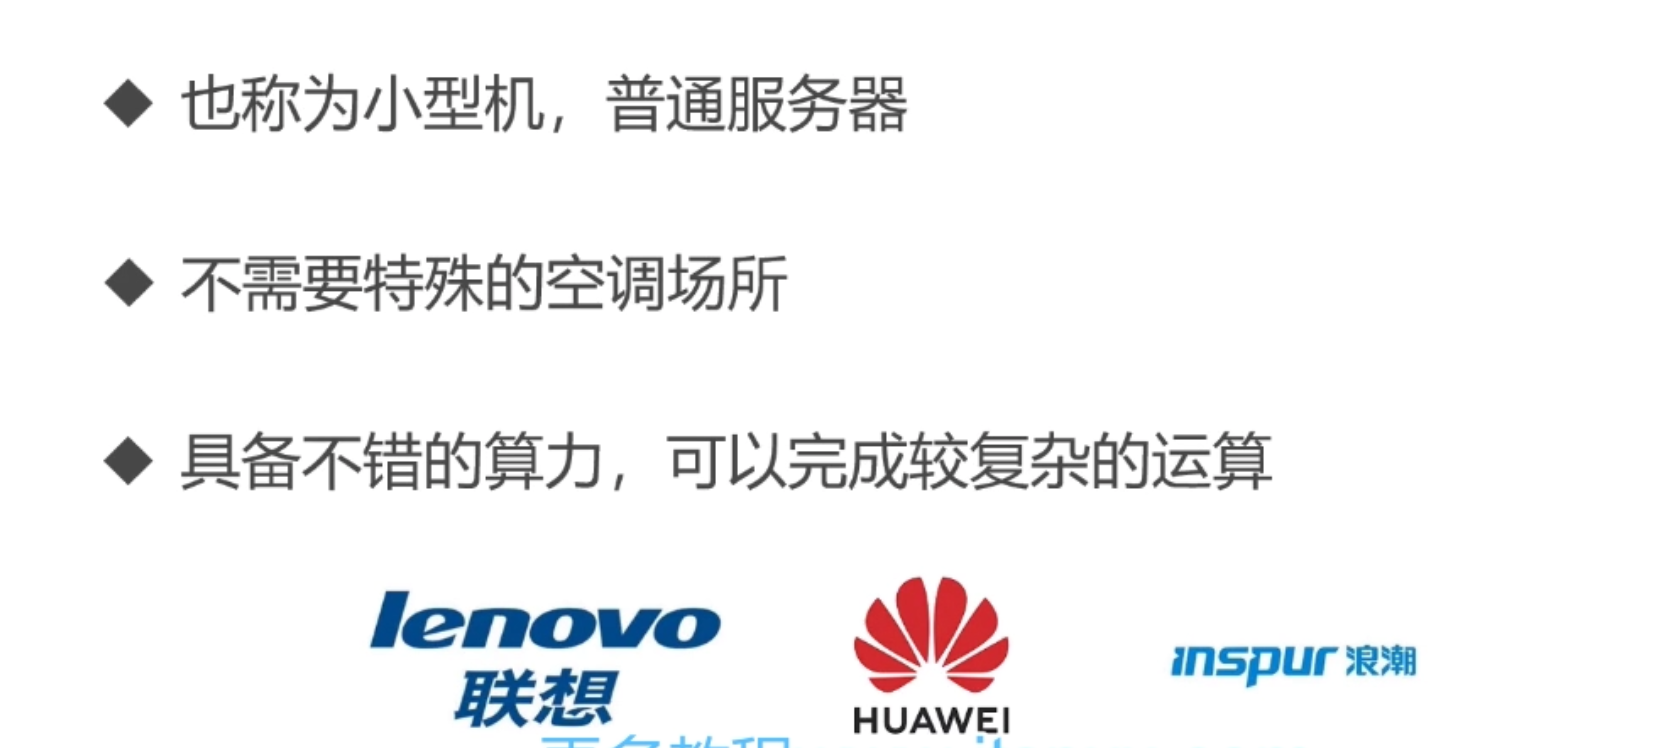 也称为小型机，普通服务器
不需要特殊的空调场所
具备不错的算力，可以完成较复杂的运算
lenovo
联想
HUAWEI
inspur 浪潮